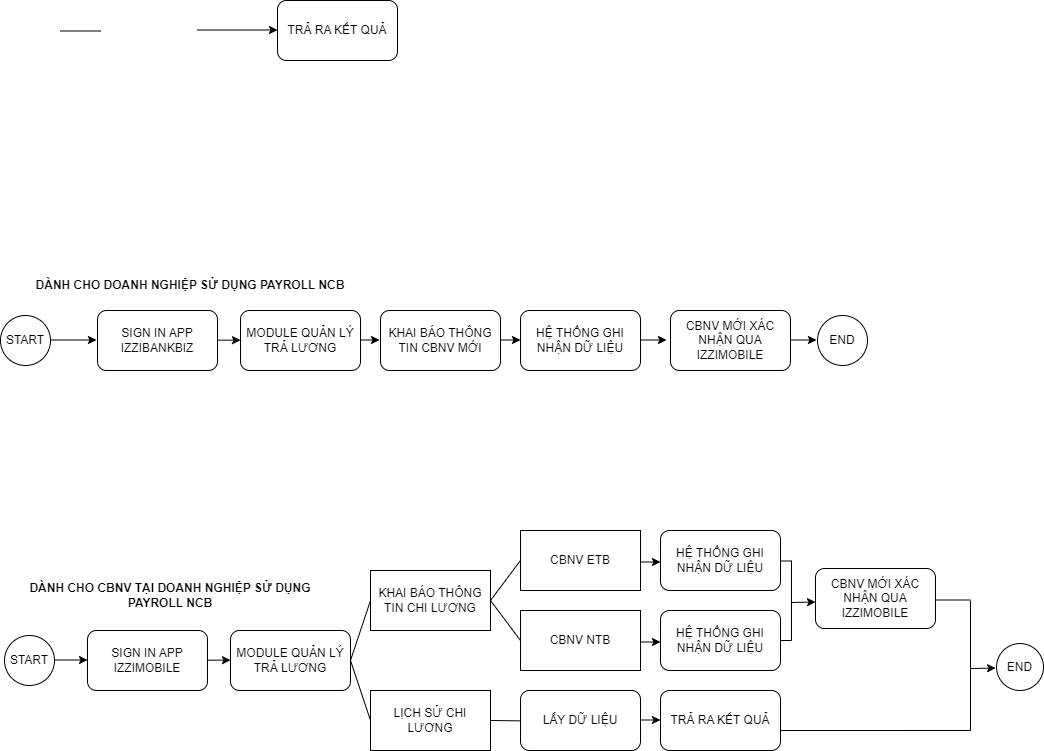 TRẢ RA KẾT QUẢ
DÀNH CHO DOANH NGHIỆP SỬ DỤNG PAYROLL NCB
START
SIGN IN APP
IZZIBANKBIZ
MODULE QUẢN LÝ
TRẢ LƯƠNG
KHAI BÁO THÔNG
TIN CBNV MỚI
HỆ THỐNG GHI
NHẬN DỮ LIỆU
CBNV MỚI XÁC
NHẬN QUA
IZZIMOBILE
END
DÀNH CHO CBNV TẠI DOANH NGHIỆP SỬ DỤNG
PAYROLL NCB
START
SIGN IN APP
IZZIMOBILE
MODULE QUẢN LÝ
TRẢ LƯƠNG
KHAI BÁO THÔNG
TIN CHI LƯƠNG
CBNV ETB
HỆ THỐNG GHI
NHẬN DỮ LIỆU
CBNV NTB
HỆ THỐNG GHI
NHẬN DỮ LIỆU
CBNV MỚI XÁC
NHẬN QUA
IZZIMOBILE
LỊCH SỬ CHI
LƯƠNG
LẤY DỮ LIỆU
TRẢ RA KẾT QUẢ
END